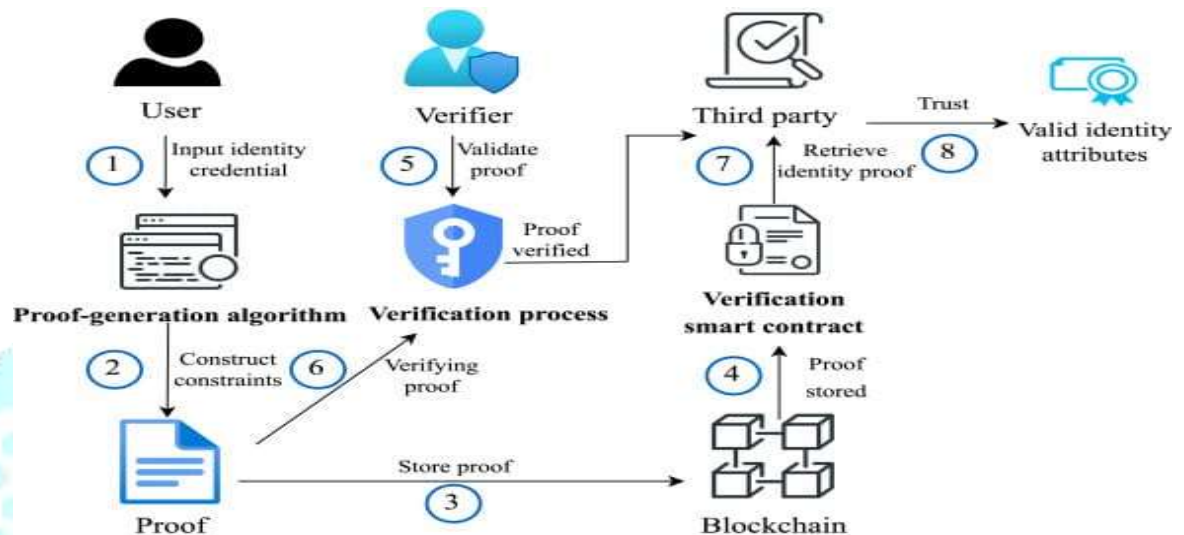 User
Verifier
Third party
Trust
8
Valid identity
attributes
1
Input identity
credential
5
Validate
proof
7
Retrieve
identity proof
Proof
verified
Proof-generation algorithm
Verification process
Verification
smart contract
2
Construct
constraints
6
Verifying
proof
4
Proof
stored
Store proof
3
Proof
Blockchain